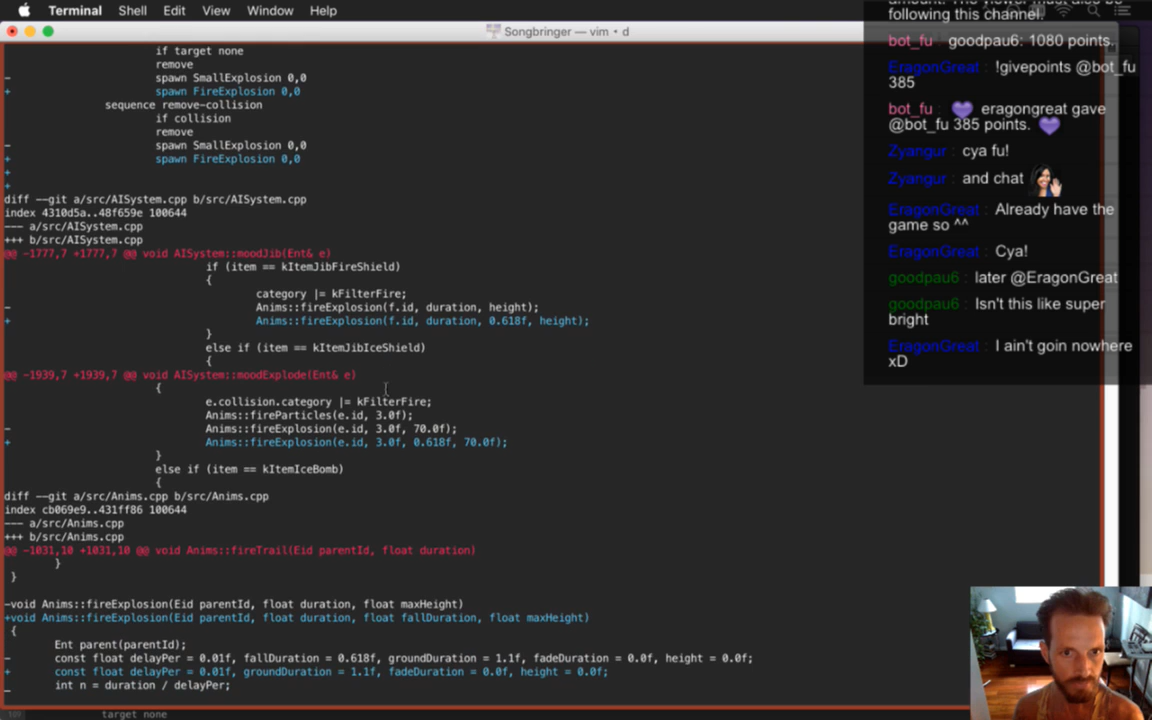 Terminal Shell Edit View Window Help
Songbringer — vim • d
if target none
remove
- spawn SmallExplosion 0,0
+ spawn FireExplosion 0,0
sequence remove-collision
if collision
remove
- spawn SmallExplosion 0,0
+ spawn FireExplosion 0,0
+
+
diff --git a/src/AISystem.cpp b/src/AISystem.cpp
index 4310d5a..48f659e 100644
--- a/src/AISystem.cpp
+++ b/src/AISystem.cpp
@@ -1777,7 +1777,7 @@ void AISystem::moodJib(Ent& e)
if (item == kItemJibFireShield)
{
category |= kFilterFire;
- Anims::fireExplosion(f.id, duration, height);
+ Anims::fireExplosion(f.id, duration, 0.618f, height);
}
else if (item == kItemJibIceShield)
{
@@ -1939,7 +1939,7 @@ void AISystem::moodExplode(Ent& e)
{
e.collision.category |= kFilterFire;
Anims::fireParticles(e.id, 3.0f);
- Anims::fireExplosion(e.id, 3.0f, 70.0f);
+ Anims::fireExplosion(e.id, 3.0f, 0.618f, 70.0f);
}
else if (item == kItemIceBomb)
{
diff --git a/src/Anims.cpp b/src/Anims.cpp
index cb069e9..431ff86 100644
--- a/src/Anims.cpp
+++ b/src/Anims.cpp
@@ -1031,10 +1031,10 @@ void Anims::fireTrail(Eid parentId, float duration)
}
}
-void Anims::fireExplosion(Eid parentId, float duration, float maxHeight)
+void Anims::fireExplosion(Eid parentId, float duration, float fallDuration, float maxHeight)
{
Ent parent(parentId);
- const float delayPer = 0.01f, fallDuration = 0.618f, groundDuration = 1.1f, fadeDuration = 0.0f, height = 0.0f;
+ const float delayPer = 0.01f, groundDuration = 1.1f, fadeDuration = 0.0f, height = 0.0f;
int n = duration / delayPer;
target none
following this channel.
bot_fu : goodpau6: 1080 points.
EragonGreat : !givepoints @bot_fu
385
bot_fu : 💜 eragongreat gave
@bot_fu 385 points. 💜
Zyangur : cya fu!
Zyangur : and chat
EragonGreat : Already have the
game so ^^
EragonGreat : Cya!
goodpau6 : later @EragonGreat
goodpau6 : Isn't this like super
bright
EragonGreat : I ain't goin nowhere
xD